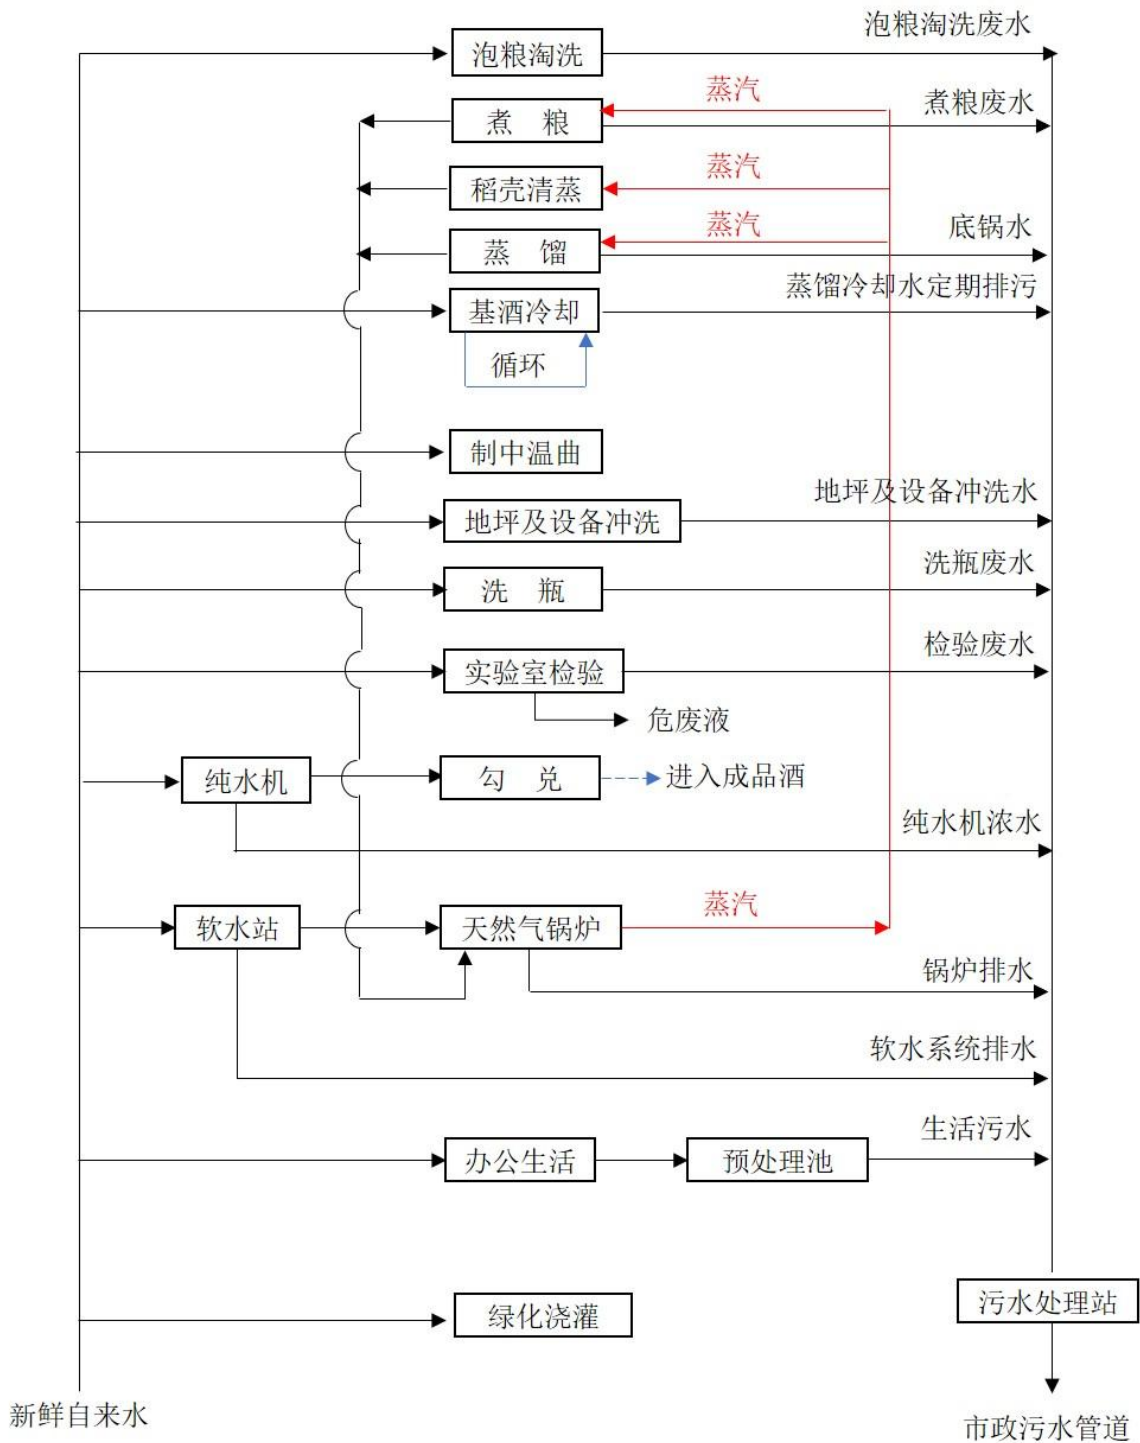 泡粮淘洗废水
泡粮淘洗
蒸汽
煮粮废水
煮 粮
蒸汽
稻壳清蒸
蒸汽
底锅水
蒸 馏
蒸馏冷却水定期排污
基酒冷却
循环
制中温曲
地坪及设备冲洗水
地坪及设备冲洗
洗瓶废水
洗 瓶
检验废水
实验室检验
危废液
纯水机
勾 兑
进入成品酒
纯水机浓水
蒸汽
软水站
天然气锅炉
锅炉排水
软水系统排水
生活污水
办公生活
预处理池
污水处理站
绿化浇灌
新鲜自来水
市政污水管道